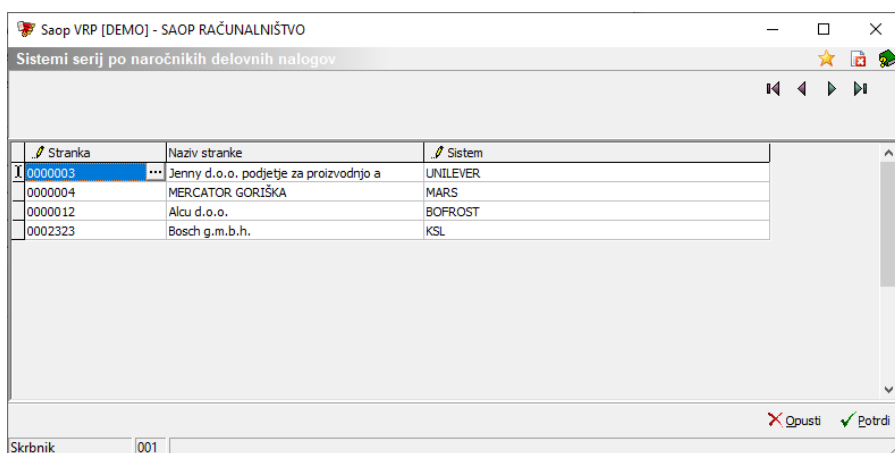 Saop VRP [DEMO] - SAOP RAČUNALNIŠTVO
Sistemi serij po naročnikih delovnih nalogov
Stranka Naziv stranke Sistem
0000003 ... Jenny d.o.o. podjetje za proizvodnjo a UNILEVER
0000004 MERCATOR GORIŠKA MARS
0000012 Alcu d.o.o. BOFROST
0002323 Bosch g.m.b.h. KSL
Opusti Potrdi
Skrbnik 001